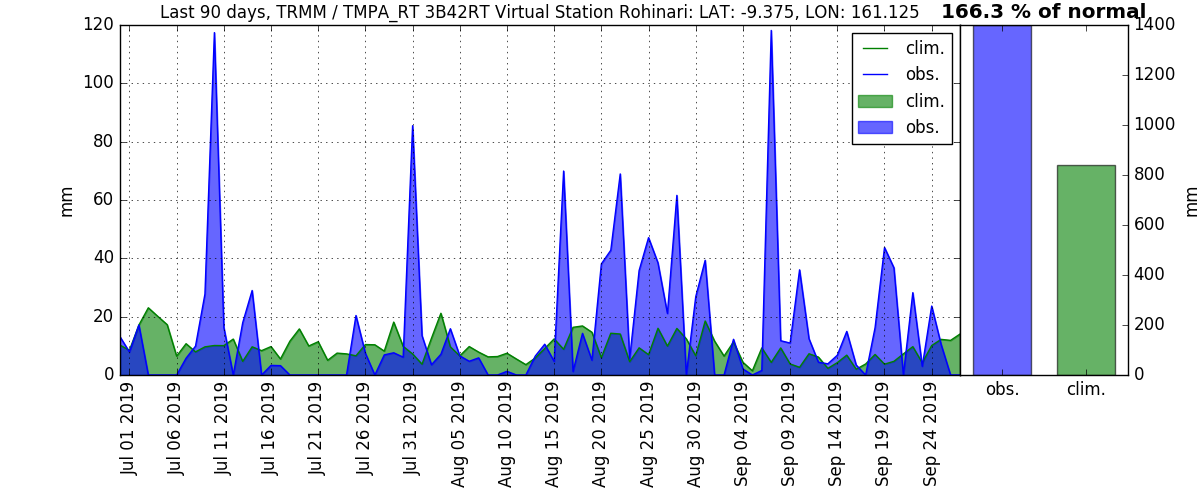 Last 90 days, TRMM / TMPA_RT 3B42RT Virtual Station Rohinari: LAT: -9.375, LON: 161.125
166.3 % of normal
120
100
80
60
40
20
0
mm
clim.
obs.
clim.
obs.
1400
1200
1000
800
600
400
200
0
mm
obs.
clim.
Jul 01 2019
Jul 06 2019
Jul 11 2019
Jul 16 2019
Jul 21 2019
Jul 26 2019
Jul 31 2019
Aug 05 2019
Aug 10 2019
Aug 15 2019
Aug 20 2019
Aug 25 2019
Aug 30 2019
Sep 04 2019
Sep 09 2019
Sep 14 2019
Sep 19 2019
Sep 24 2019